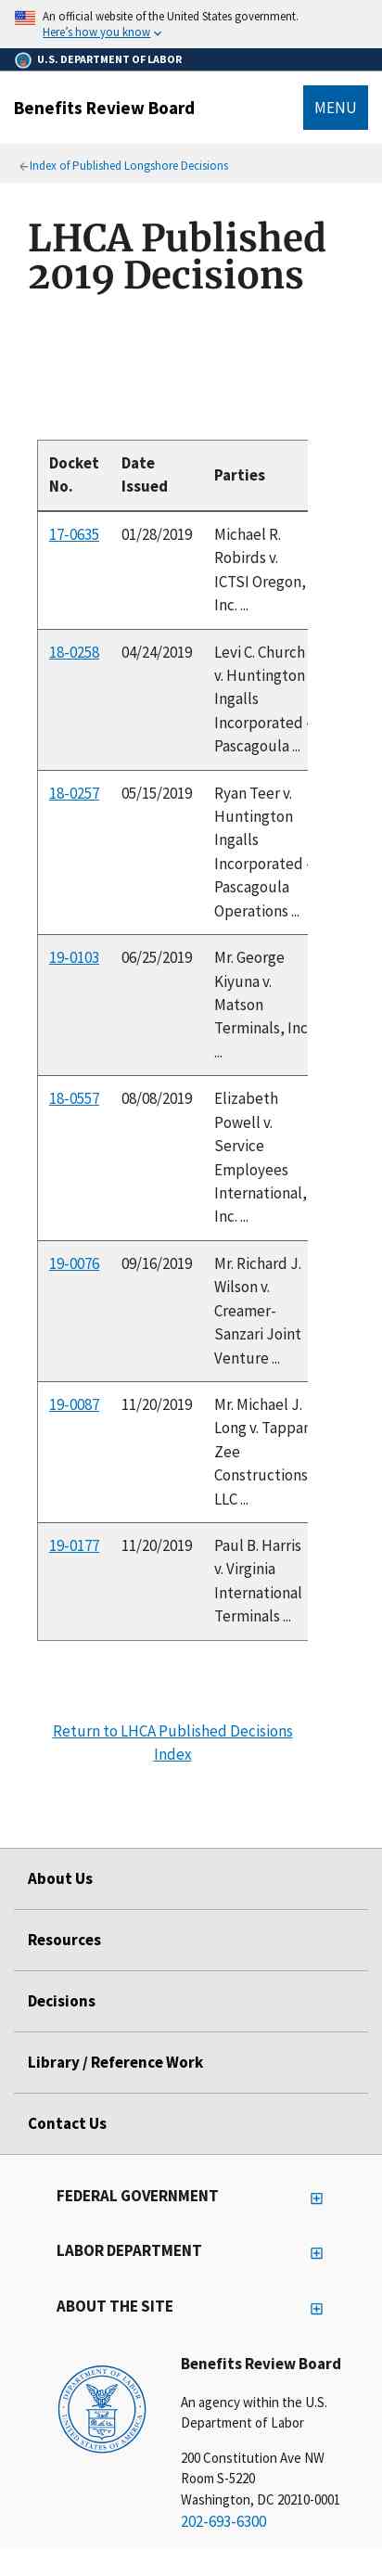 An official website of the United States government.
Here's how you know
U.S. DEPARTMENT OF LABOR
Benefits Review Board
MENU
Index of Published Longshore Decisions
LHCA Published
2019 Decisions
Docket No. Date Issued Parties
17-0635 01/28/2019 Michael R.
Robirds v.
ICTSI Oregon,
Inc. ...
18-0258 04/24/2019 Levi C. Church
v. Huntington
Ingalls
Incorporated
Pascagoula ...
18-0257 05/15/2019 Ryan Teer v.
Huntington
Ingalls
Incorporated
Pascagoula
Operations ...
19-0103 06/25/2019 Mr. George
Kiyuna v.
Matson
Terminals, Inc
...
18-0557 08/08/2019 Elizabeth
Powell v.
Service
Employees
International,
Inc. ...
19-0076 09/16/2019 Mr. Richard J.
Wilson v.
Creamer-
Sanzari Joint
Venture ...
19-0087 11/20/2019 Mr. Michael J.
Long v. Tappan
Zee
Constructions
LLC ...
19-0177 11/20/2019 Paul B. Harris
v. Virginia
International
Terminals ...
Return to LHCA Published Decisions
Index
About Us
Resources
Decisions
Library / Reference Work
Contact Us
FEDERAL GOVERNMENT
LABOR DEPARTMENT
ABOUT THE SITE
DEPARTMENT OF LABOR
UNITED STATES OF AMERICA
Benefits Review Board
An agency within the U.S.
Department of Labor
200 Constitution Ave NW
Room S-5220
Washington, DC 20210-0001
202-693-6300